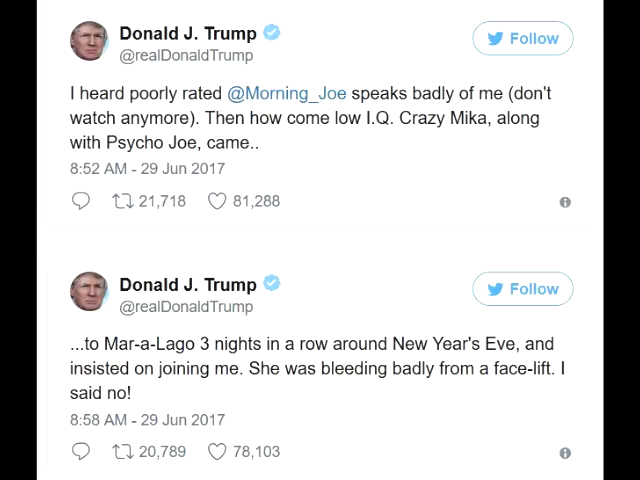 Donald J. Trump
Follow
@realDonaldTrump
I heard poorly rated @Morning_Joe speaks badly of me (don't
watch anymore). Then how come low I.Q. Crazy Mika, along
with Psycho Joe, came..
8:52 AM - 29 Jun 2017
21,718 81,288
Donald J. Trump
Follow
@realDonaldTrump
...to Mar-a-Lago 3 nights in a row around New Year's Eve, and
insisted on joining me. She was bleeding badly from a face-lift. I
said no!
8:58 AM - 29 Jun 2017
20,789 78,103